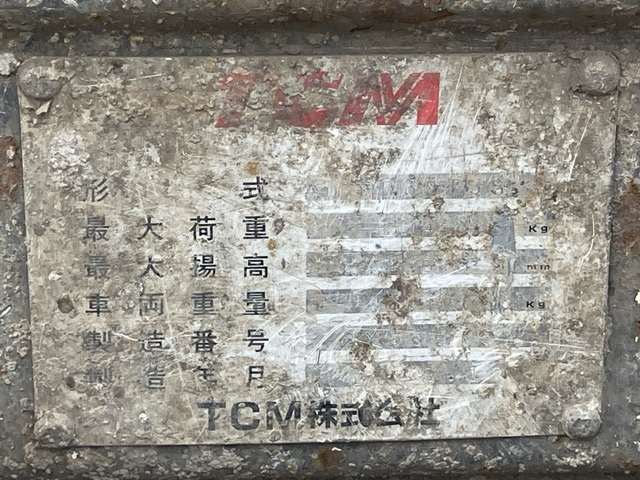 TCM
形式
最大荷重 Kg
最大揚高 mm
車両重量 Kg
製造番号
製造年月
TCM株式会社